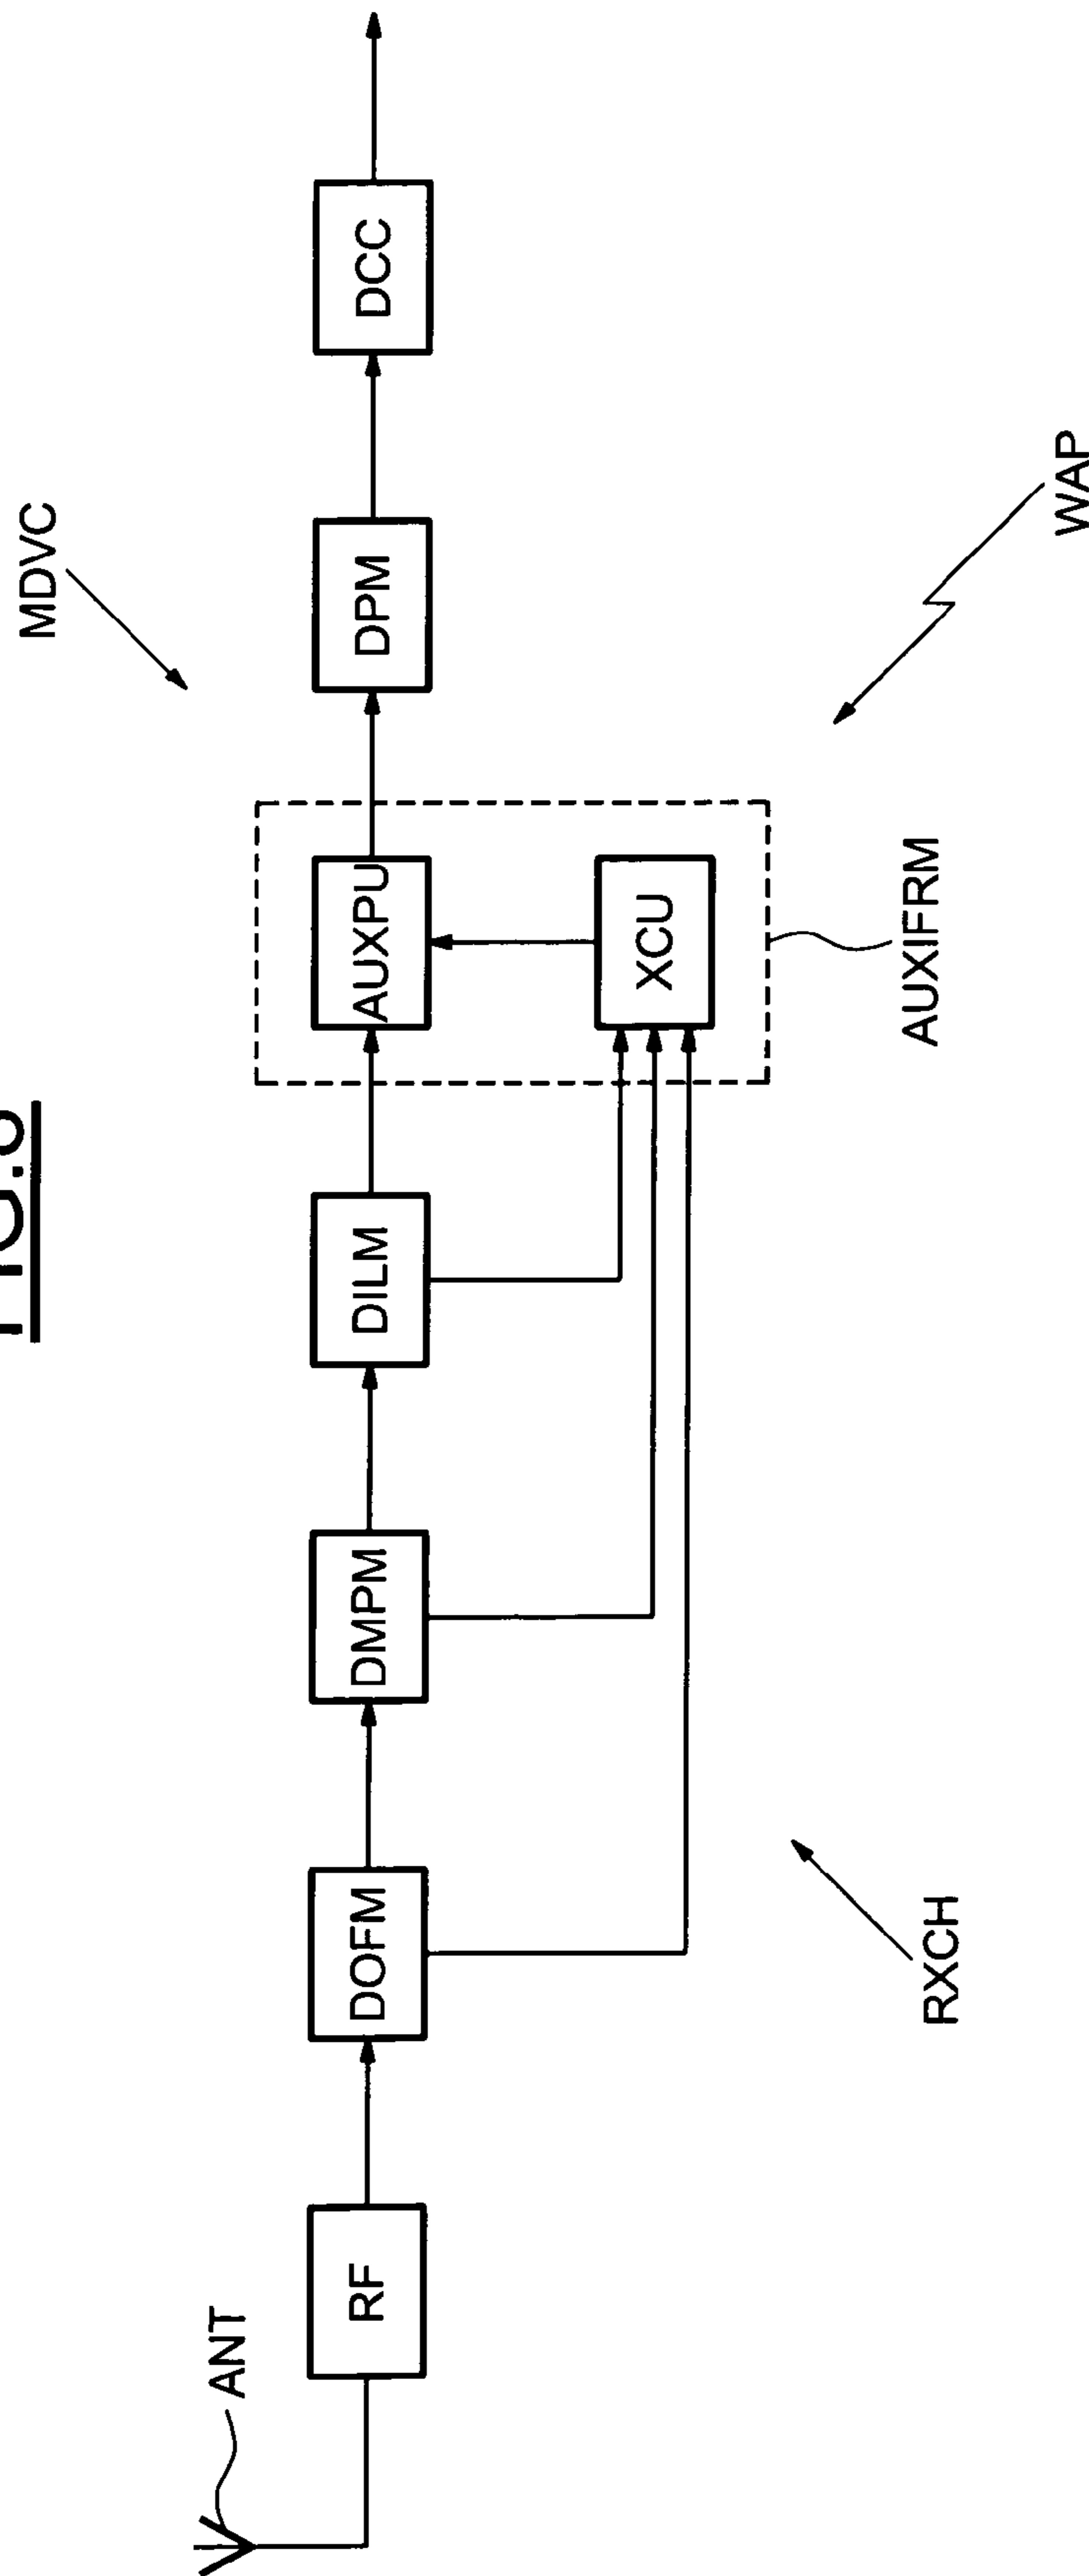 MDVC
ANT
RF
DOFM
DMPM
DILM
AUXPU
DPM
DCC
XCU
AUXIFRM
RXCH
WAP